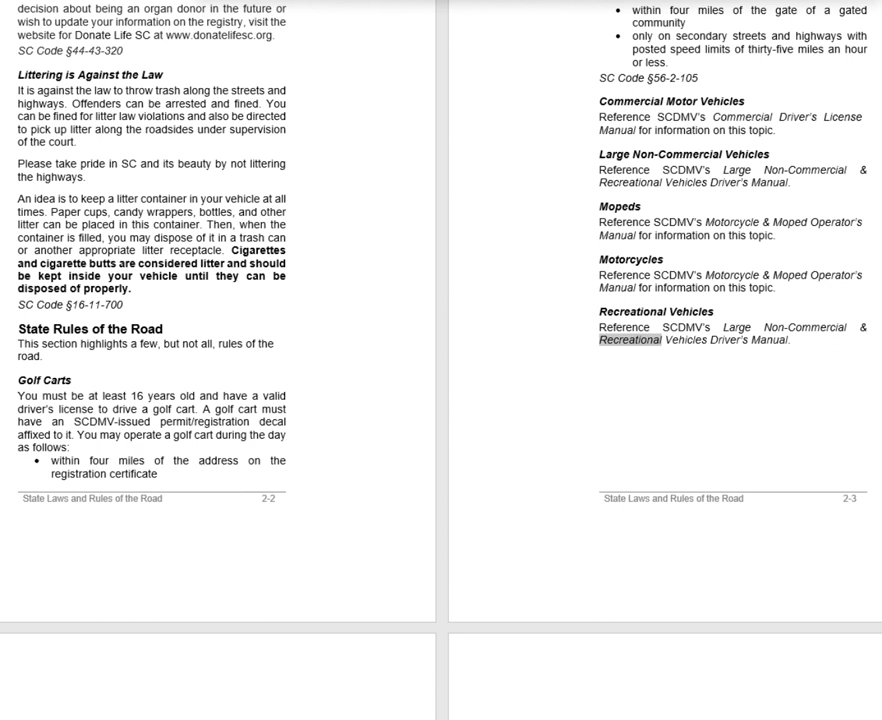 decision about being an organ donor in the future or
wish to update your information on the registry, visit the
website for Donate Life SC at www.donatelifesc.org.
SC Code §44-43-320
Littering is Against the Law
It is against the law to throw trash along the streets and
highways. Offenders can be arrested and fined. You
can be fined for litter law violations and also be directed
to pick up litter along the roadsides under supervision
of the court.
Please take pride in SC and its beauty by not littering
the highways.
An idea is to keep a litter container in your vehicle at all
times. Paper cups, candy wrappers, bottles, and other
litter can be placed in this container. Then, when the
container is filled, you may dispose of it in a trash can
or another appropriate litter receptacle. Cigarettes
and cigarette butts are considered litter and should
be kept inside your vehicle until they can be
disposed of properly.
SC Code §16-11-700
State Rules of the Road
This section highlights a few, but not all, rules of the
road.
Golf Carts
You must be at least 16 years old and have a valid
driver's license to drive a golf cart. A golf cart must
have an SCDMV-issued permit/registration decal
affixed to it. You may operate a golf cart during the day
as follows:
• within four miles of the address on the
registration certificate
State Laws and Rules of the Road 2-2
• within four miles of the gate of a gated
community
• only on secondary streets and highways with
posted speed limits of thirty-five miles an hour
or less.
SC Code §56-2-105
Commercial Motor Vehicles
Reference SCDMV's Commercial Driver's License
Manual for information on this topic.
Large Non-Commercial Vehicles
Reference SCDMV's Large Non-Commercial &
Recreational Vehicles Driver's Manual.
Mopeds
Reference SCDMV's Motorcycle & Moped Operator's
Manual for information on this topic.
Motorcycles
Reference SCDMV's Motorcycle & Moped Operator's
Manual for information on this topic.
Recreational Vehicles
Reference SCDMV's Large Non-Commercial &
Recreational Vehicles Driver's Manual.
State Laws and Rules of the Road 2-3